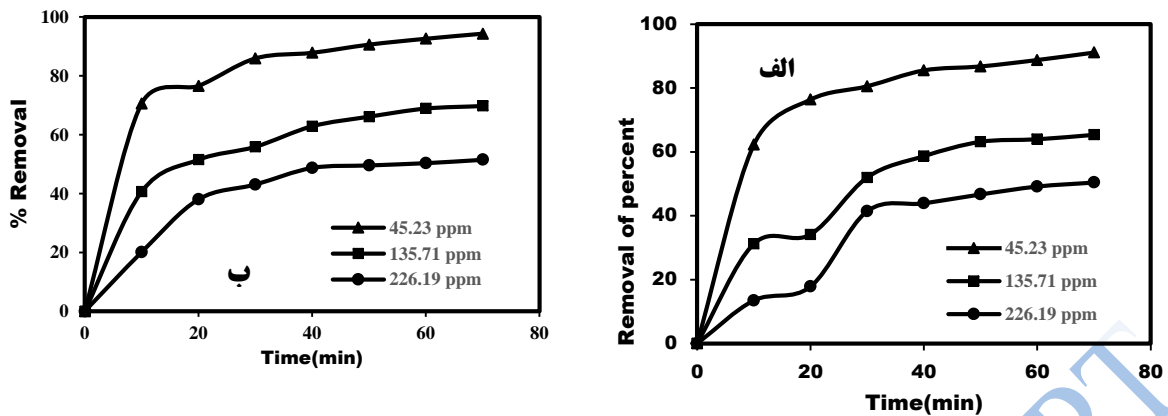 100
80
60
40
20
0
% Removal
45.23 ppm
135.71 ppm
226.19 ppm
ب
0 20 40 60 80
Time(min)
100
80
60
40
20
0
Removal of percent
الف
45.23 ppm
135.71 ppm
226.19 ppm
0 20 40 60 80
Time(min)
PT